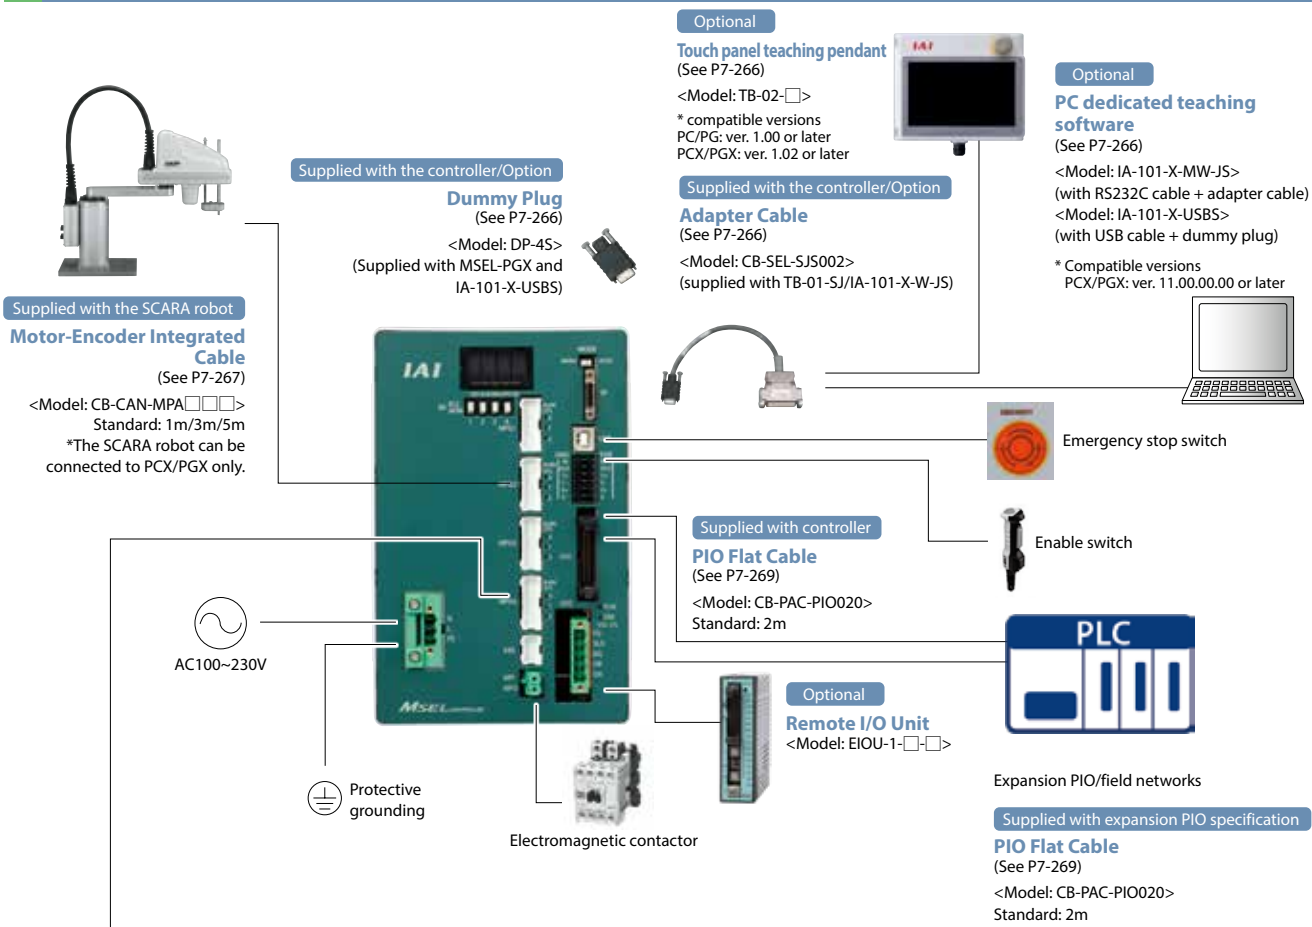 Optional
Touch panel teaching pendant
(See P7-266)
<Model: TB-02-□>
* compatible versions
PC/PG: ver. 1.00 or later
PCX/PGX: ver. 1.02 or later
IAI
Optional
PC dedicated teaching
software
(See P7-266)
<Model: IA-101-X-MW-JS>
(with RS232C cable + adapter cable)
<Model: IA-101-X-USBS>
(with USB cable + dummy plug)
* Compatible versions
PCX/PGX: ver. 11.00.00.00 or later
Supplied with the controller/Option
Dummy Plug
(See P7-266)
<Model: DP-4S>
(Supplied with MSEL-PGX and
IA-101-X-USBS)
Supplied with the controller/Option
Adapter Cable
(See P7-266)
<Model: CB-SEL-SJS002>
(supplied with TB-01-SJ/IA-101-X-W-JS)
Supplied with the SCARA robot
Motor-Encoder Integrated
Cable
(See P7-267)
<Model: CB-CAN-MPA□□□>
Standard: 1m/3m/5m
*The SCARA robot can be
connected to PCX/PGX only.
IAI
MSEL
Emergency stop switch
Enable switch
Supplied with controller
PIO Flat Cable
(See P7-269)
<Model: CB-PAC-PIO020>
Standard: 2m
PLC
AC100~230V
Protective
grounding
Electromagnetic contactor
Optional
Remote I/O Unit
<Model: EIOU-1-□-□>
Expansion PIO/field networks
Supplied with expansion PIO specification
PIO Flat Cable
(See P7-269)
<Model: CB-PAC-PIO020>
Standard: 2m